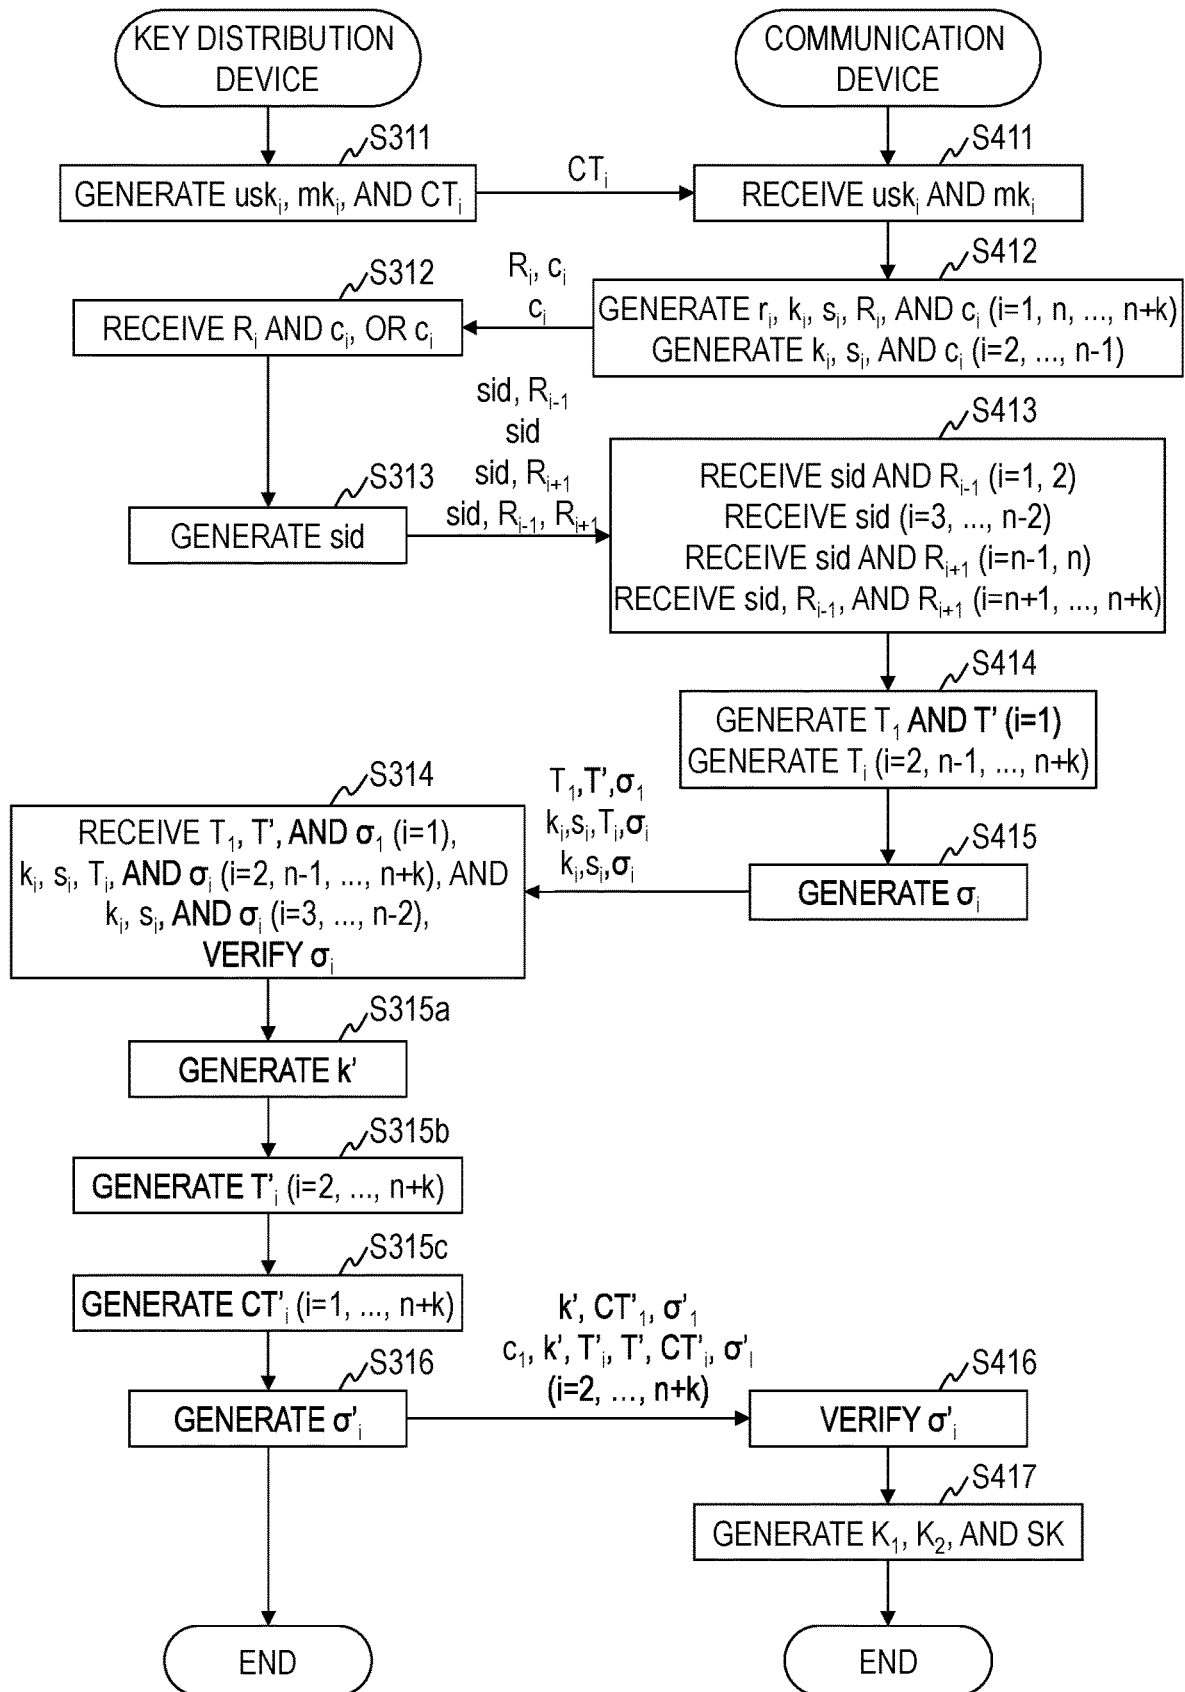 KEY DISTRIBUTION
DEVICE
COMMUNICATION
DEVICE
S311
GENERATE uskᵢ, mkᵢ, AND CTᵢ
CTᵢ
S411
RECEIVE uskᵢ AND mkᵢ
S412
GENERATE rᵢ, kᵢ, sᵢ, Rᵢ, AND cᵢ (i=1, n, ..., n+k)
GENERATE kᵢ, sᵢ, AND cᵢ (i=2, ..., n-1)
Rᵢ, cᵢ
cᵢ
S312
RECEIVE Rᵢ AND cᵢ, OR cᵢ
S313
GENERATE sid
sid, Rᵢ₋₁
sid
sid, Rᵢ₊₁
sid, Rᵢ₋₁, Rᵢ₊₁
S413
RECEIVE sid AND Rᵢ₋₁ (i=1, 2)
RECEIVE sid (i=3, ..., n-2)
RECEIVE sid AND Rᵢ₊₁ (i=n-1, n)
RECEIVE sid, Rᵢ₋₁, AND Rᵢ₊₁ (i=n+1, ..., n+k)
S414
GENERATE T₁ AND T' (i=1)
GENERATE Tᵢ (i=2, n-1, ..., n+k)
S415
GENERATE σᵢ
T₁,T',σ₁
kᵢ,sᵢ,Tᵢ,σᵢ
kᵢ,sᵢ,σᵢ
S314
RECEIVE T₁, T', AND σ₁ (i=1),
kᵢ, sᵢ, Tᵢ, AND σᵢ (i=2, n-1, ..., n+k), AND
kᵢ, sᵢ, AND σᵢ (i=3, ..., n-2),
VERIFY σᵢ
S315a
GENERATE k'
S315b
GENERATE T'ᵢ (i=2, ..., n+k)
S315c
GENERATE CT'ᵢ (i=1, ..., n+k)
S316
GENERATE σ'ᵢ
k', CT'₁, σ'₁
c₁, k', T'ᵢ, T', CT'ᵢ, σ'ᵢ
(i=2, ..., n+k)
S416
VERIFY σ'ᵢ
S417
GENERATE K₁, K₂, AND SK
END
END